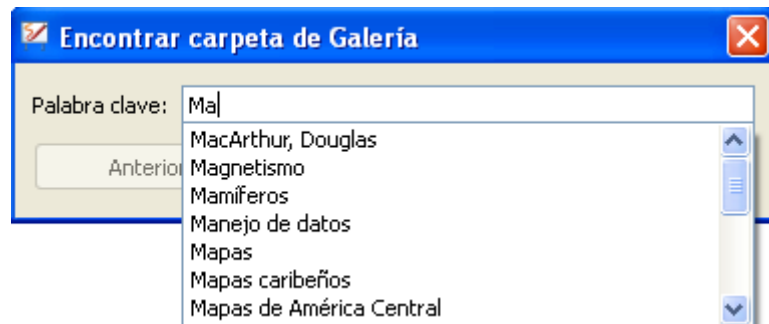 Encontrar carpeta de Galería
Palabra clave: Ma
MacArthur, Douglas
Anterio
Magnetismo
Mamíferos
Manejo de datos
Mapas
Mapas caribeños
Mapas de América Central